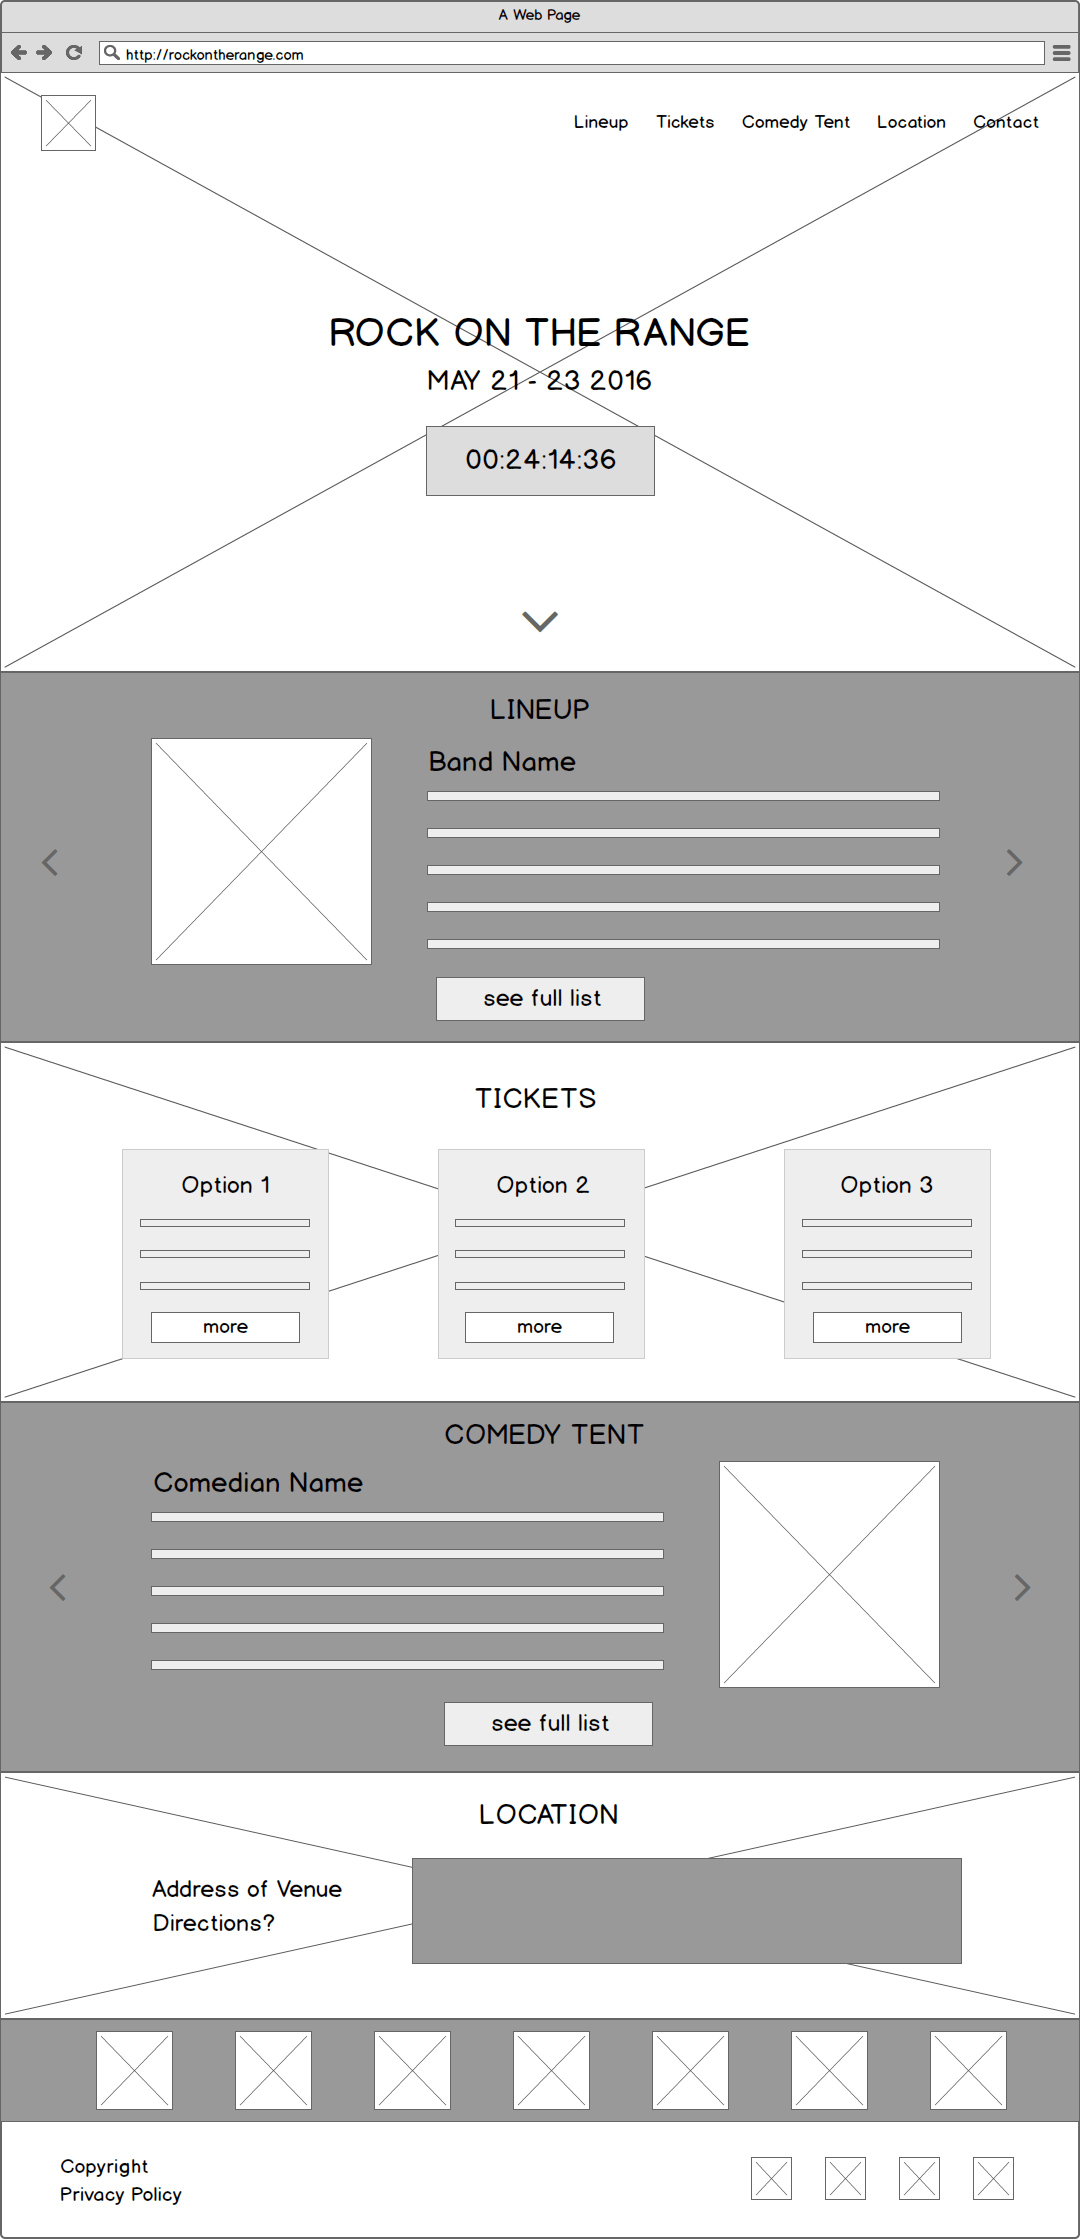 A Web Page
http://rockontherange.com
Lineup Tickets Comedy Tent Location Contact
ROCK ON THE RANGE
MAY 21 - 23 2016
00:24:14:36
LINEUP
Band Name
see full list
TICKETS
Option 1
more
Option 2
more
Option 3
more
COMEDY TENT
Comedian Name
see full list
LOCATION
Address of Venue
Directions?
Copyright
Privacy Policy